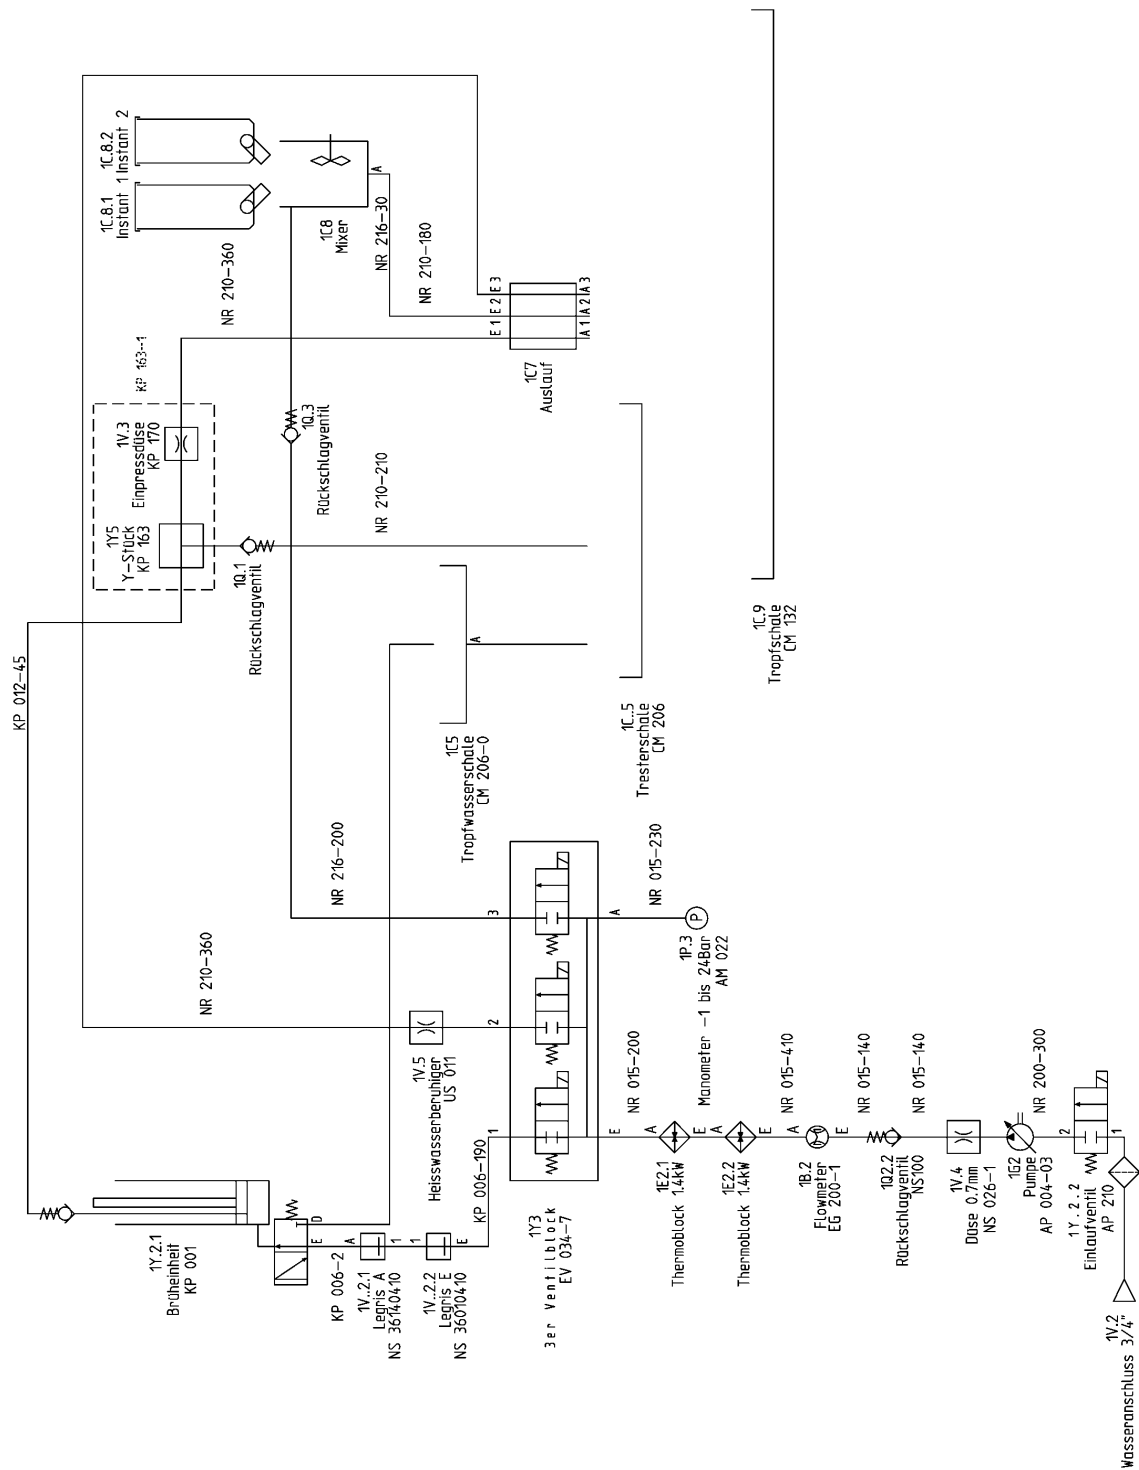 1C.8.2
Instant 2
1C.8.1
Instant 1
NR 210-360
1C8
Mixer
A
NR 216-30
NR 210-180
E1 E2 E3
A1 A2 A3
1C7
Auslauf
KP 163-1
1V.3
Einpressdüse
KP 170
1Y5
Y-Stück
KP 163
1Q.3
Rückschlagventil
NR 210-210
1Q.1
Rückschlagventil
KP 012-45
A
1C5
Tropfwasserschale
CM 206-0
1C..5
Tresterschale
CM 206
1C.9
Tropfschale
CM 132
NR 216-200
NR 210-360
NR 015-230
3
A
P
1P.3
Manometer -1 bis 24Bar
AM 022
2
1V.5
Heisswasserberuhiger
US 011
1
KP 006-190
1Y3
3er Ventilblock
EV 034-7
1Y.2.1
Brüheinheit
KP 001
D
E
KP 006-2
A
1
1V..2.1
Legris A
NS 36140410
1
E
1V..2.2
Legris E
NS 36010410
E
NR 015-200
A
E
1E2.1
Thermoblock 1.4kW
A
E
1E2.2
Thermoblock 1.4kW
NR 015-410
A
E
1B.2
Flowmeter
EG 200-1
NR 015-140
1Q2.2
Rückschlagventil
NS100
NR 015-140
1V.4
Düse 0.7mm
NS 026-1
1G2
Pumpe
AP 004-03
NR 200-300
2
1
1Y.2.2
Einlaufventil
AP 210
1V.2
Wasseranschluss 3/4"